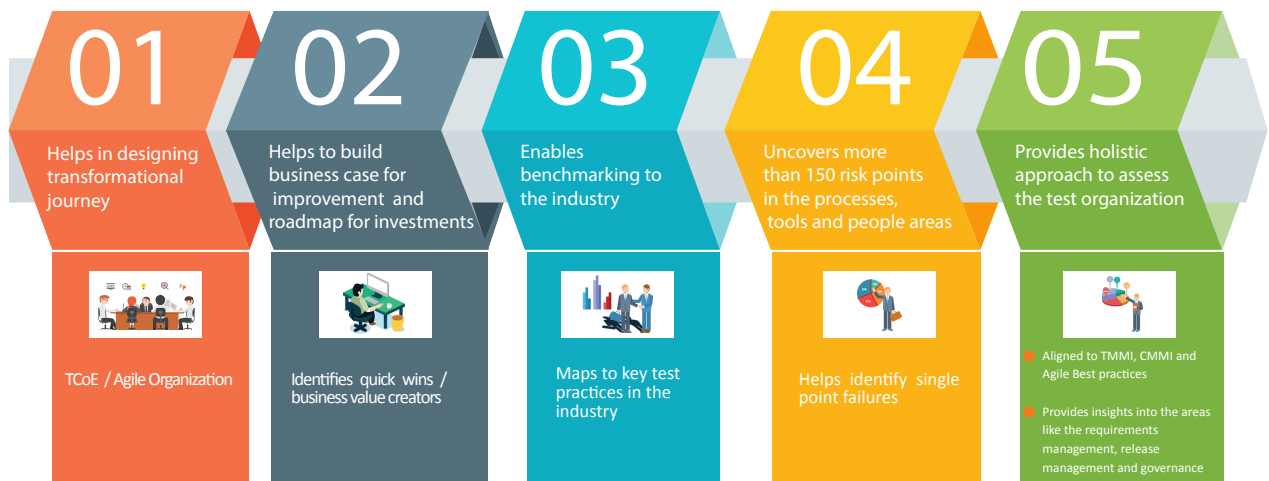 01
Helps in designing
transformational
journey
TCoE / Agile Organization
02
Helps to build
business case for
improvement and
roadmap for investments
Identifies quick wins /
business value creators
03
Enables
benchmarking to
the industry
Maps to key test
practices in the
industry
04
Uncovers more
than 150 risk points
in the processes,
tools and people areas
Helps identify single
point failures
05
Provides holistic
approach to assess
the test organization
Aligned to TMMI, CMMI and
Agile Best practices
Provides insights into the areas
like the requirements
management, release
management and governance